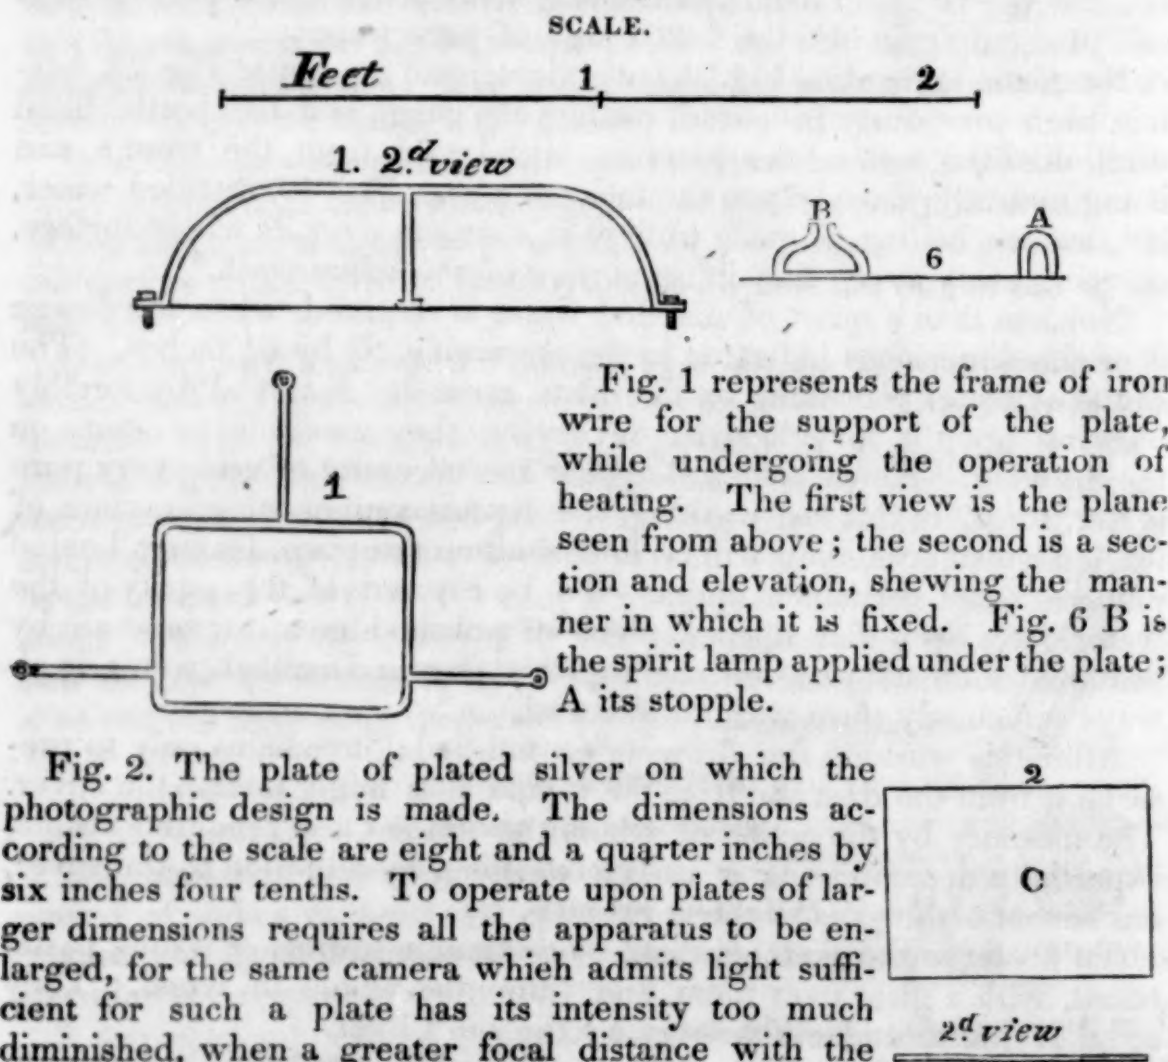 SCALE.
Feet 1 2
1. 2.d view
B
6
A
1
Fig. 1 represents the frame of iron
wire for the support of the plate,
while undergoing the operation of
heating. The first view is the plane
seen from above; the second is a sec-
tion and elevation, shewing the man-
ner in which it is fixed. Fig. 6 B is
the spirit lamp applied under the plate;
A its stopple.
Fig. 2. The plate of plated silver on which the
photographic design is made. The dimensions ac-
cording to the scale are eight and a quarter inches by
six inches four tenths. To operate upon plates of lar-
ger dimensions requires all the apparatus to be en-
larged, for the same camera which admits light suffi-
cient for such a plate has its intensity too much
diminished, when a greater focal distance with the
2
C
2d view